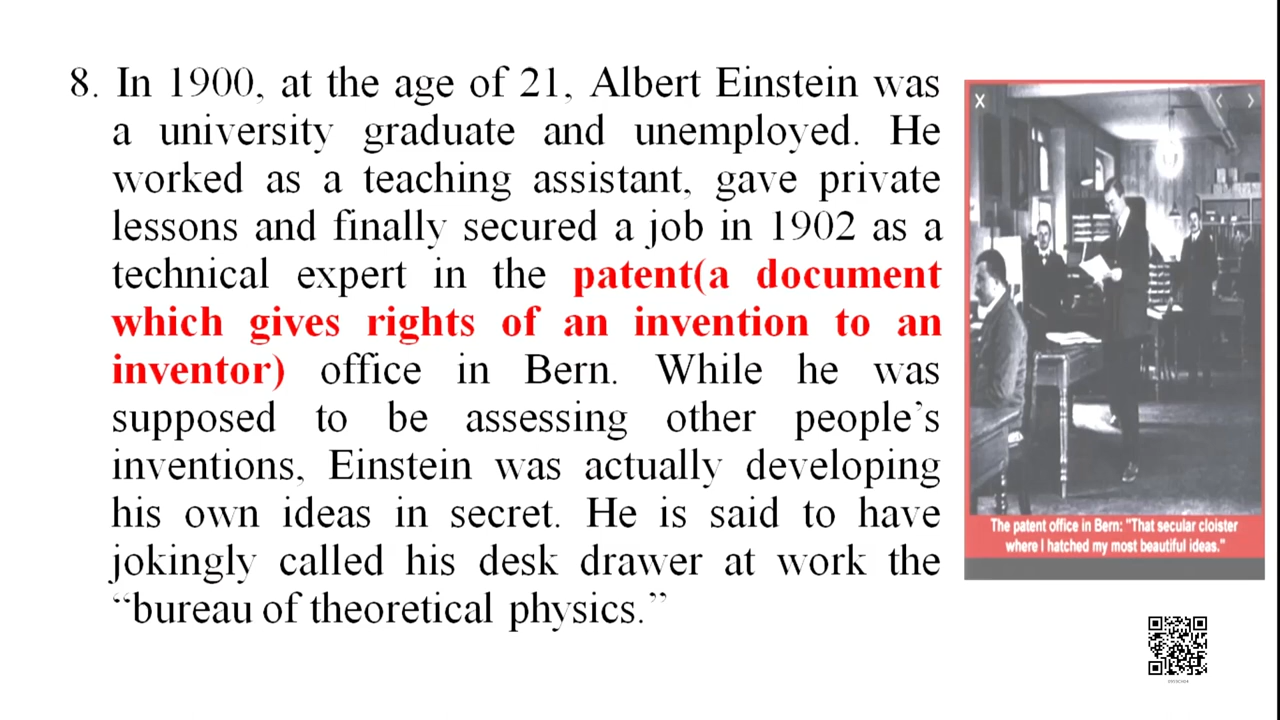 8. In 1900, at the age of 21, Albert Einstein was
a university graduate and unemployed. He
worked as a teaching assistant, gave private
lessons and finally secured a job in 1902 as a
technical expert in the patent(a document
which gives rights of an invention to an
inventor) office in Bern. While he was
supposed to be assessing other people’s
inventions, Einstein was actually developing
his own ideas in secret. He is said to have
jokingly called his desk drawer at work the
“bureau of theoretical physics.”
X
The patent office in Bern: "That secular cloister
where I hatched my most beautiful ideas."